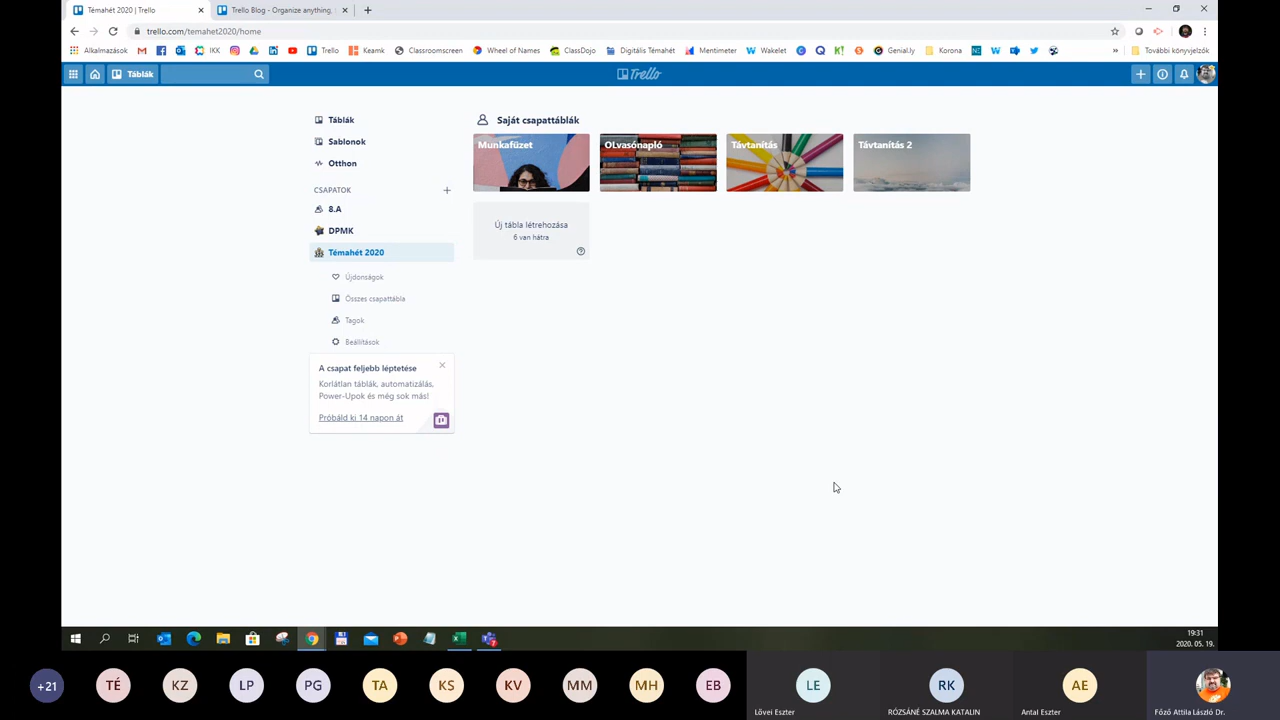 Témahét 2020 | Trello
Trello Blog - Organize anything,
trello.com/temahet2020/home
Alkalmazások IKK Trello Keamk Classroomscreen Wheel of Names ClassDojo Digitális Témahét Mentimeter Wakelet Genial.ly Korona » További könyvjelzők
Táblák
Trello
Táblák
Sablonok
Otthon
CSAPATOK
8.A
DPMK
Témahét 2020
Újdonságok
Összes csapattábla
Tagok
Beállítások
A csapat feljebb léptetése
Korlátlan táblák, automatizálás,
Power-Upok és még sok más!
Próbáld ki 14 napon át
Saját csapattáblák
Munkafüzet
OLvasónapló
Távtanítás
Távtanítás 2
Új tábla létrehozása
6 van hátra
19:31
2020. 05. 19.
+21 TÉ KZ LP PG TA KS KV MM MH EB LE RK AE
Lövei Eszter
RÓZSÁNÉ SZALMA KATALIN
Antal Eszter
Főző Attila László Dr.